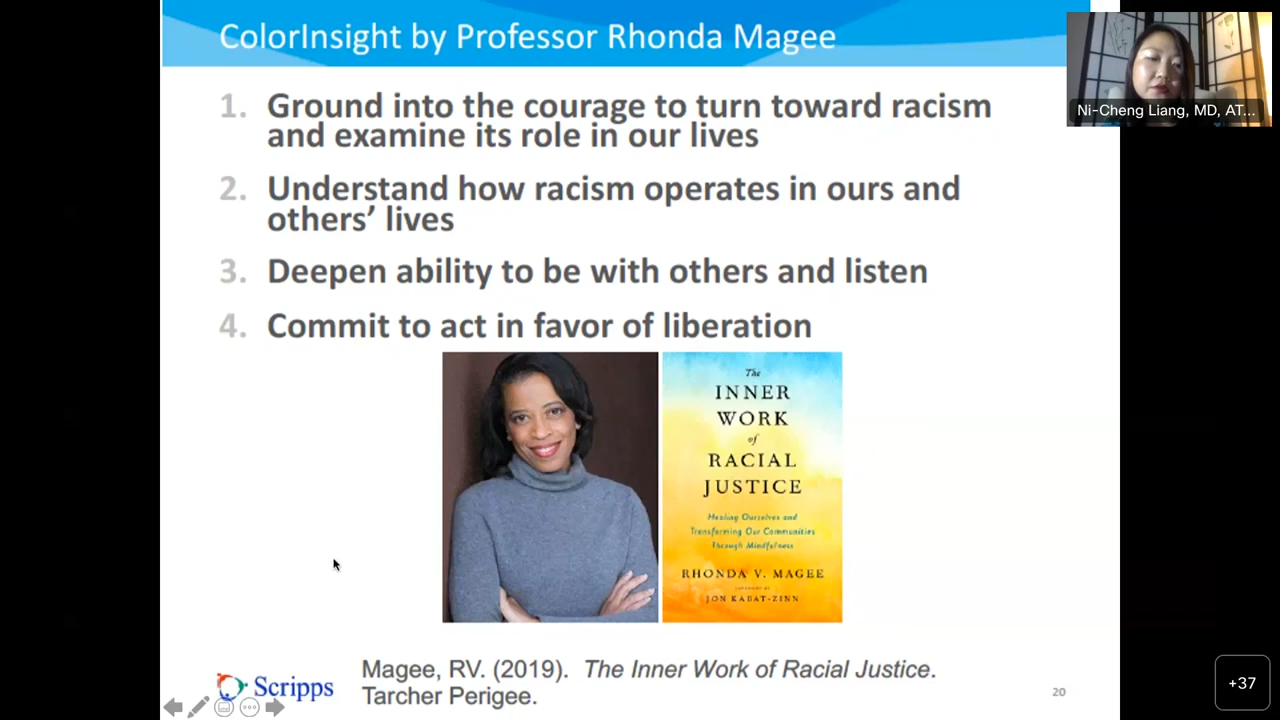 ColorInsight by Professor Rhonda Magee
Ni-Cheng Liang, MD, AT...
1. Ground into the courage to turn toward racism
and examine its role in our lives
2. Understand how racism operates in ours and
others’ lives
3. Deepen ability to be with others and listen
4. Commit to act in favor of liberation
The
INNER
WORK
of
RACIAL
JUSTICE
Healing Ourselves and
Transforming Our Communities
Through Mindfulness
RHONDA V. MAGEE
FOREWORD BY
JON KABAT-ZINN
Magee, RV. (2019). The Inner Work of Racial Justice.
Tarcher Perigee.
Scripps
20
+37